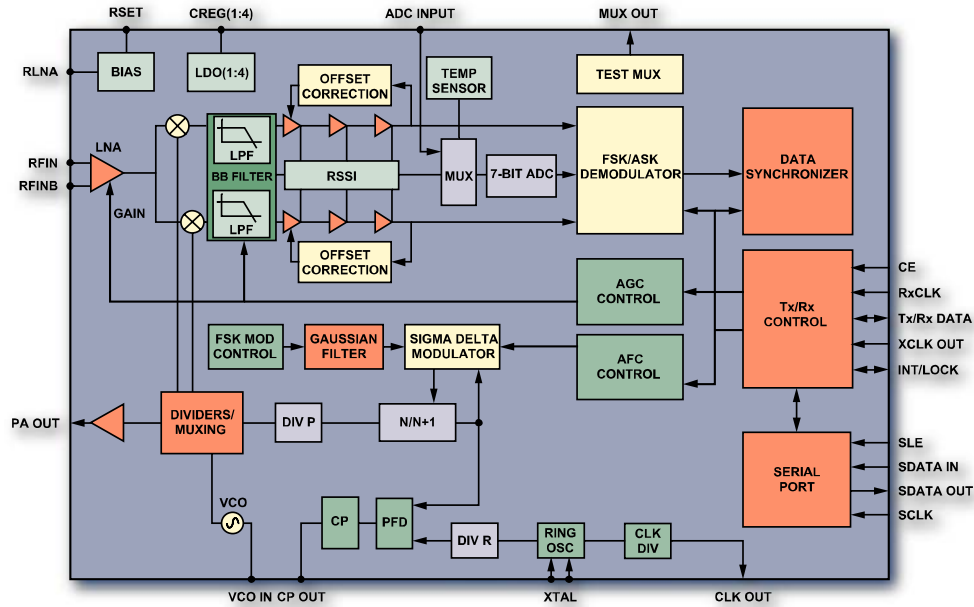 RSET
CREG(1:4)
ADC INPUT
MUX OUT
RLNA
BIAS
LDO(1:4)
OFFSET
CORRECTION
TEMP
SENSOR
TEST MUX
LNA
RFIN
RFINB
GAIN
LPF
BB FILTER
LPF
RSSI
MUX
7-BIT ADC
FSK/ASK
DEMODULATOR
DATA
SYNCHRONIZER
OFFSET
CORRECTION
AGC
CONTROL
Tx/Rx
CONTROL
CE
RxCLK
Tx/Rx DATA
XCLK OUT
INT/LOCK
FSK MOD
CONTROL
GAUSSIAN
FILTER
SIGMA DELTA
MODULATOR
AFC
CONTROL
PA OUT
DIVIDERS/
MUXING
DIV P
N/N+1
SERIAL
PORT
SLE
SDATA IN
SDATA OUT
SCLK
VCO
CP
PFD
DIV R
RING
OSC
CLK
DIV
VCO IN
CP OUT
XTAL
CLK OUT